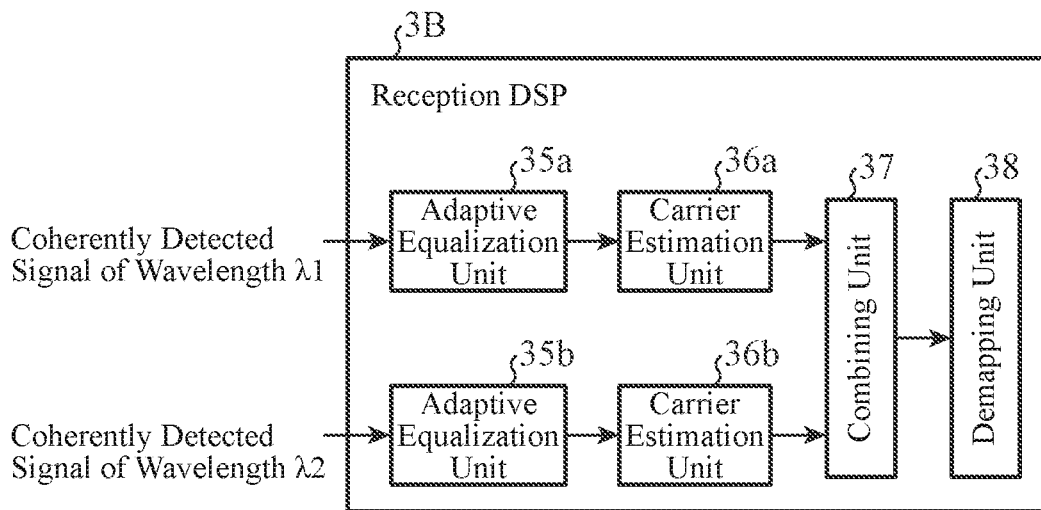 3B
Reception DSP
35a
36a
37
38
Adaptive
Equalization
Unit
Carrier
Estimation
Unit
Coherently Detected
Signal of Wavelength λ1
Combining Unit
Demapping Unit
35b
36b
Adaptive
Equalization
Unit
Carrier
Estimation
Unit
Coherently Detected
Signal of Wavelength λ2